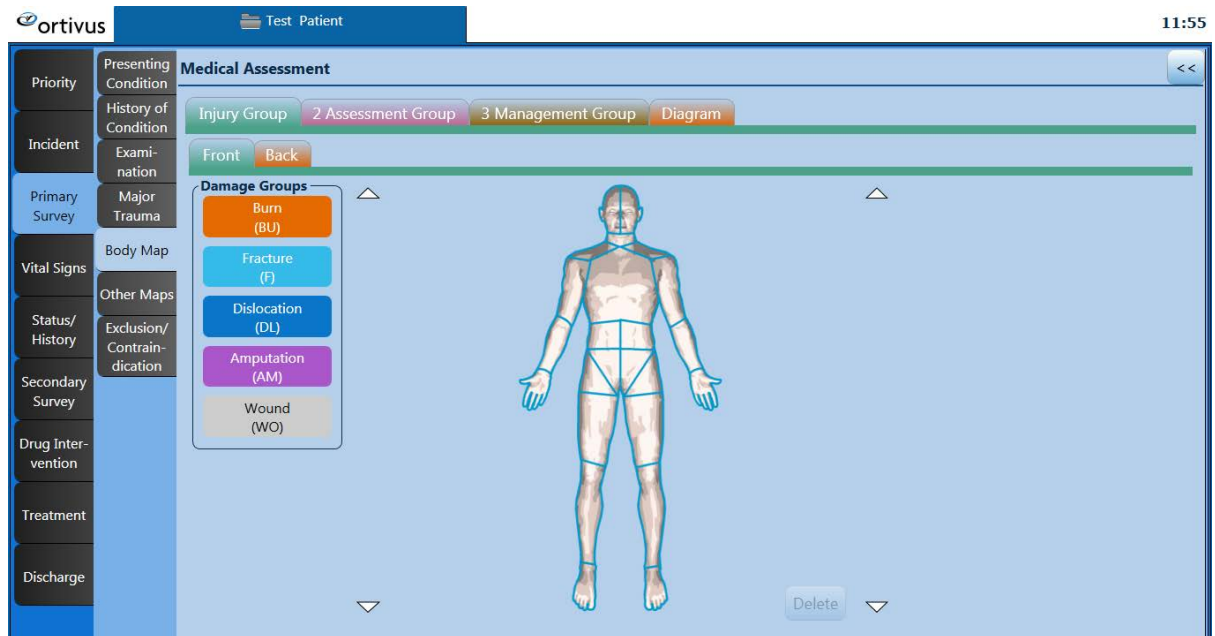 ortivus
Test Patient
11:55
Priority
Incident
Primary
Survey
Vital Signs
Status/
History
Secondary
Survey
Drug Inter-
vention
Treatment
Discharge
Presenting
Condition
History of
Condition
Exami-
nation
Major
Trauma
Body Map
Other Maps
Exclusion/
Contrain-
dication
Medical Assessment
<<
Injury Group
2 Assessment Group
3 Management Group
Diagram
Front
Back
Damage Groups
Burn
(BU)
Fracture
(F)
Dislocation
(DL)
Amputation
(AM)
Wound
(WO)
Delete